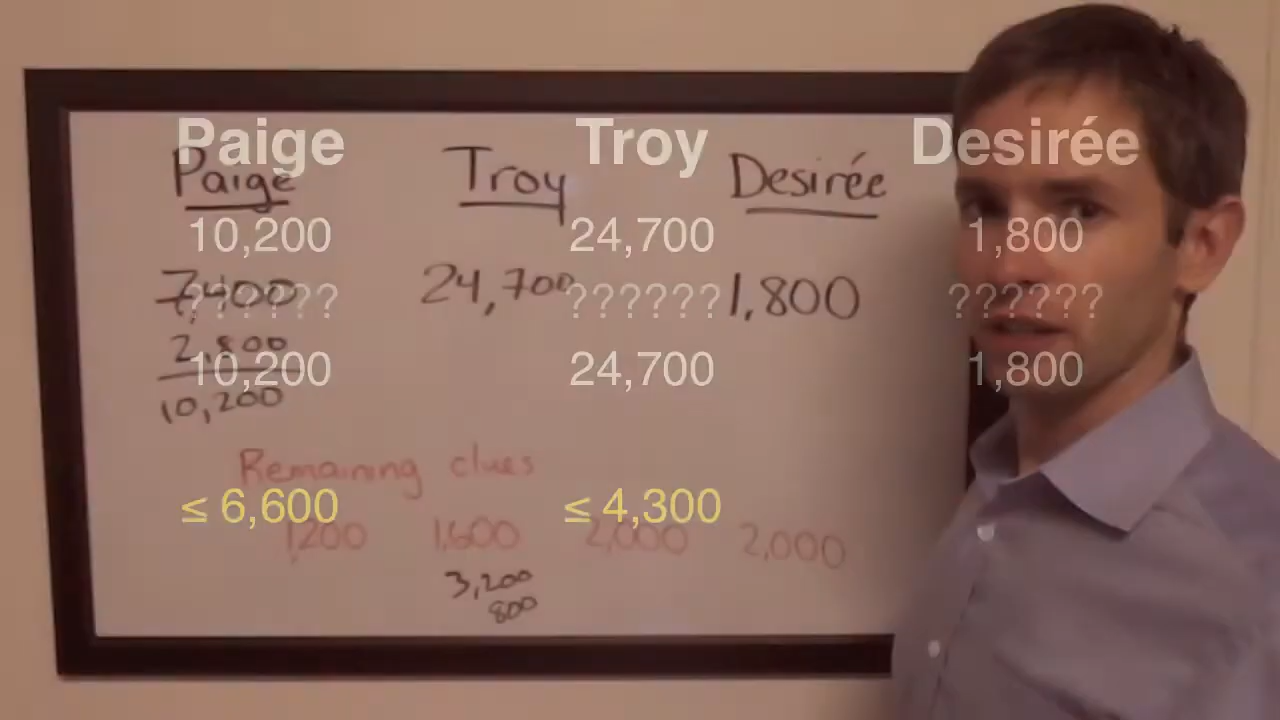 Paige Troy Desirée
Paige Troy Desirée
10,200 24,700 1,800
7,400 24,700 1,800
?????? ?????? ??????
2,800
10,200 24,700 1,800
10,200
Remaining clues
≤ 6,600 ≤ 4,300
1,200 1,600 2,000 2,000
3,200
800